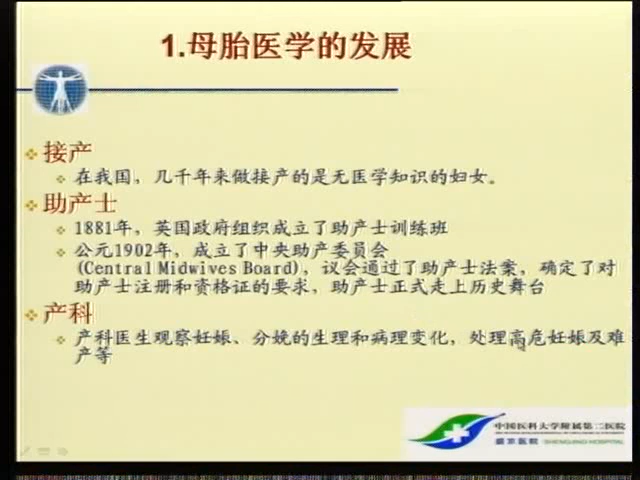 1.母胎医学的发展
接产
在我国，几千年来做接产的是无医学知识的妇女。
助产士
1881年，英国政府组织成立了助产士训练班
公元1902年，成立了中央助产委员会
(Central Midwives Board)，议会通过了助产士法案，确定了对
助产士注册和资格证的要求，助产士正式走上历史舞台
产科
产科医生观察妊娠、分娩的生理和病理变化，处理高危妊娠及难
产等
中国医科大学附属第二医院
盛京医院 SHENGJING HOSPITAL